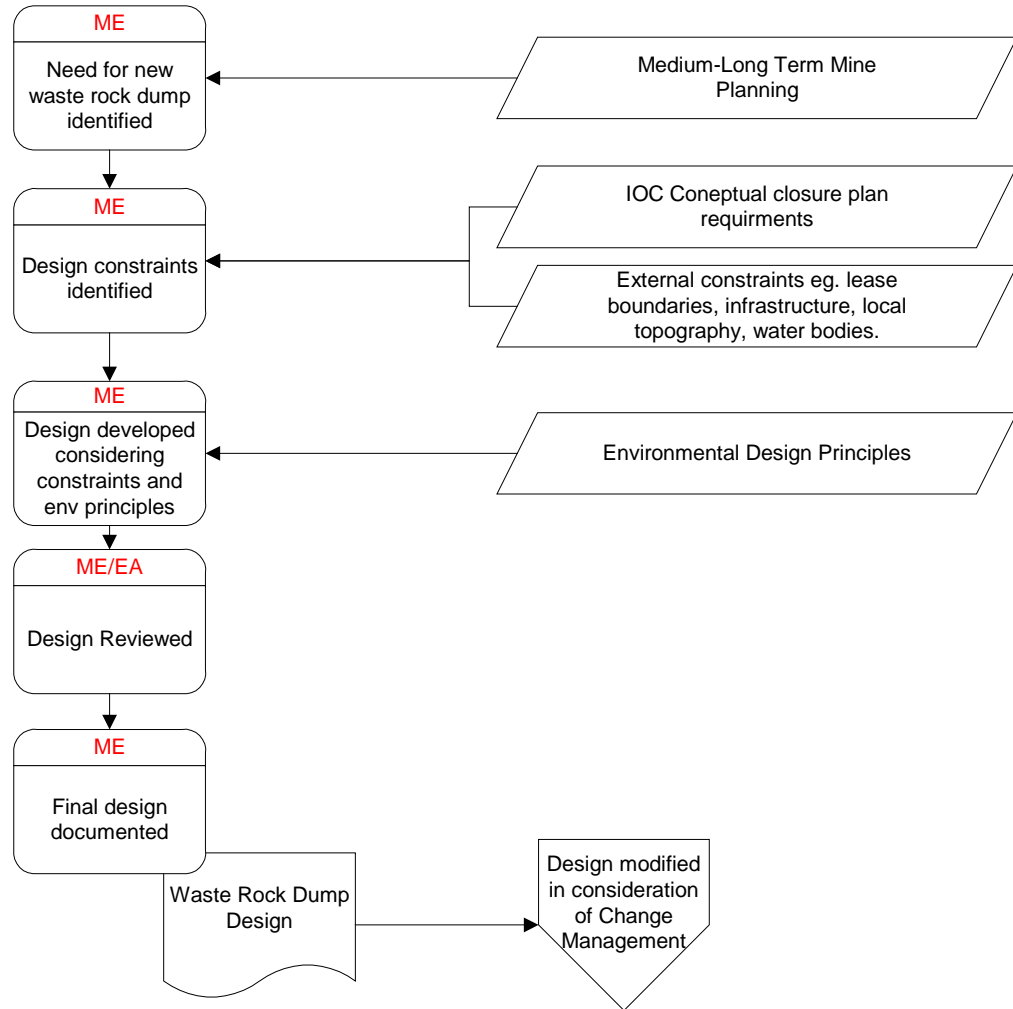 ME
Need for new
waste rock dump
identified
Medium-Long Term Mine
Planning
ME
Design constraints
identified
IOC Coneptual closure plan
requirments
External constraints eg. lease
boundaries, infrastructure, local
topography, water bodies.
ME
Design developed
considering
constraints and
env principles
Environmental Design Principles
ME/EA
Design Reviewed
ME
Final design
documented
Waste Rock Dump
Design
Design modified
in consideration
of Change
Management